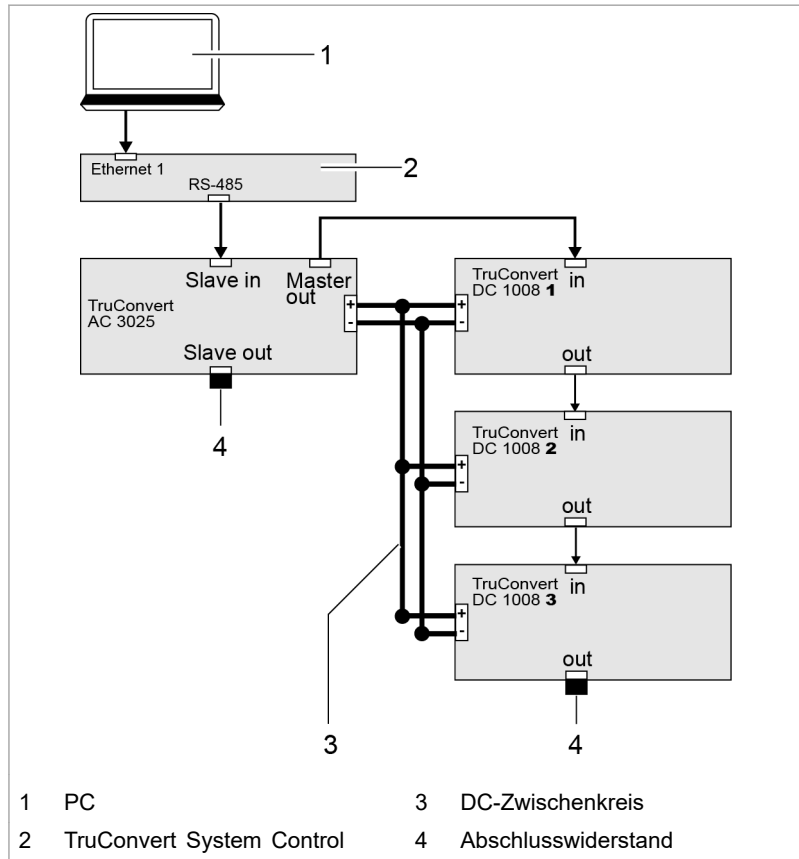 1
Ethernet 1
2
RS-485
Slave in
Master
out
TruConvert
AC 3025
+
-
Slave out
4
TruConvert
DC 1008 1
in
+
-
out
TruConvert
DC 1008 2
in
+
-
out
TruConvert
DC 1008 3
in
+
-
out
3
4
1 PC
2 TruConvert System Control
3 DC-Zwischenkreis
4 Abschlusswiderstand